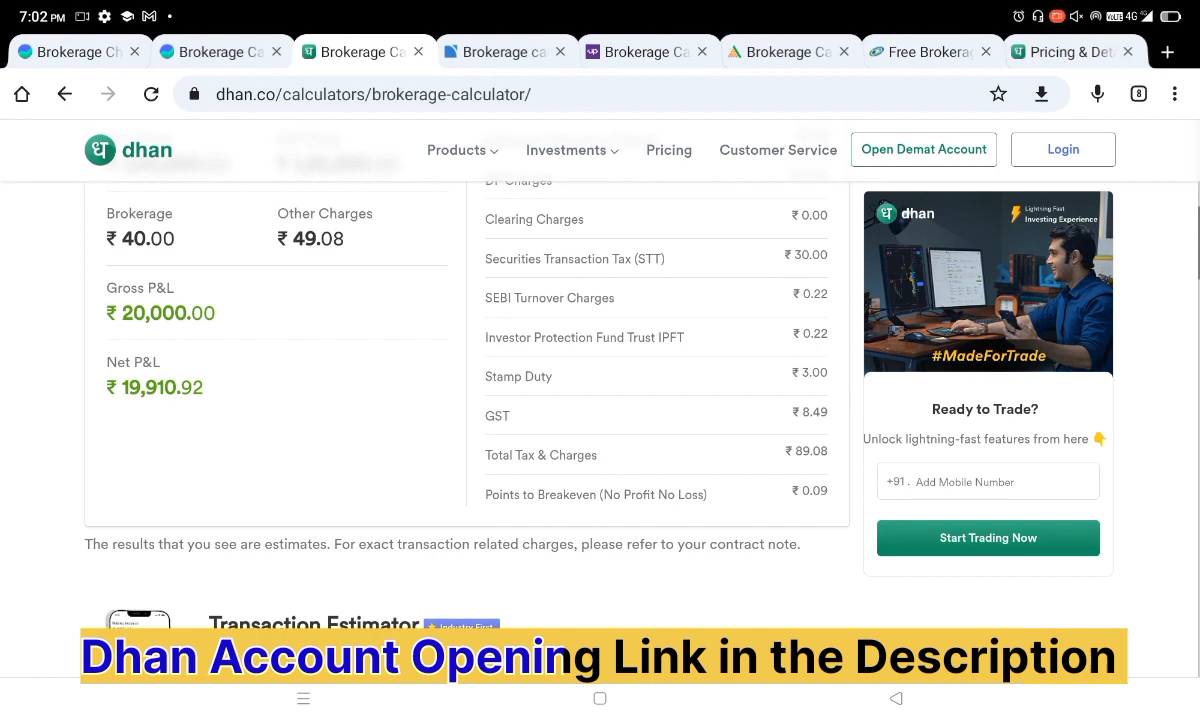 7:02 PM
4G
Brokerage Ch
Brokerage Ca
Brokerage Ca
Brokerage ca
Brokerage Ca
Brokerage Ca
Free Brokerag
Pricing & Det
dhan.co/calculators/brokerage-calculator/
8
dhan
Products
Investments
Pricing
Customer Service
Open Demat Account
Login
Brokerage
Other Charges
₹ 40.00
₹ 49.08
Gross P&L
₹ 20,000.00
Net P&L
₹ 19,910.92
DP Charges
Clearing Charges ₹ 0.00
Securities Transaction Tax (STT) ₹ 30.00
SEBI Turnover Charges ₹ 0.22
Investor Protection Fund Trust IPFT ₹ 0.22
Stamp Duty ₹ 3.00
GST ₹ 8.49
Total Tax & Charges ₹ 89.08
Points to Breakeven (No Profit No Loss) ₹ 0.09
The results that you see are estimates. For exact transaction related charges, please refer to your contract note.
dhan
Lightning Fast
Investing Experience
#MadeForTrade
Ready to Trade?
Unlock lightning-fast features from here 👇
+91 . Add Mobile Number
Start Trading Now
Transaction Estimator
Industry First
Dhan Account Opening Link in the Description